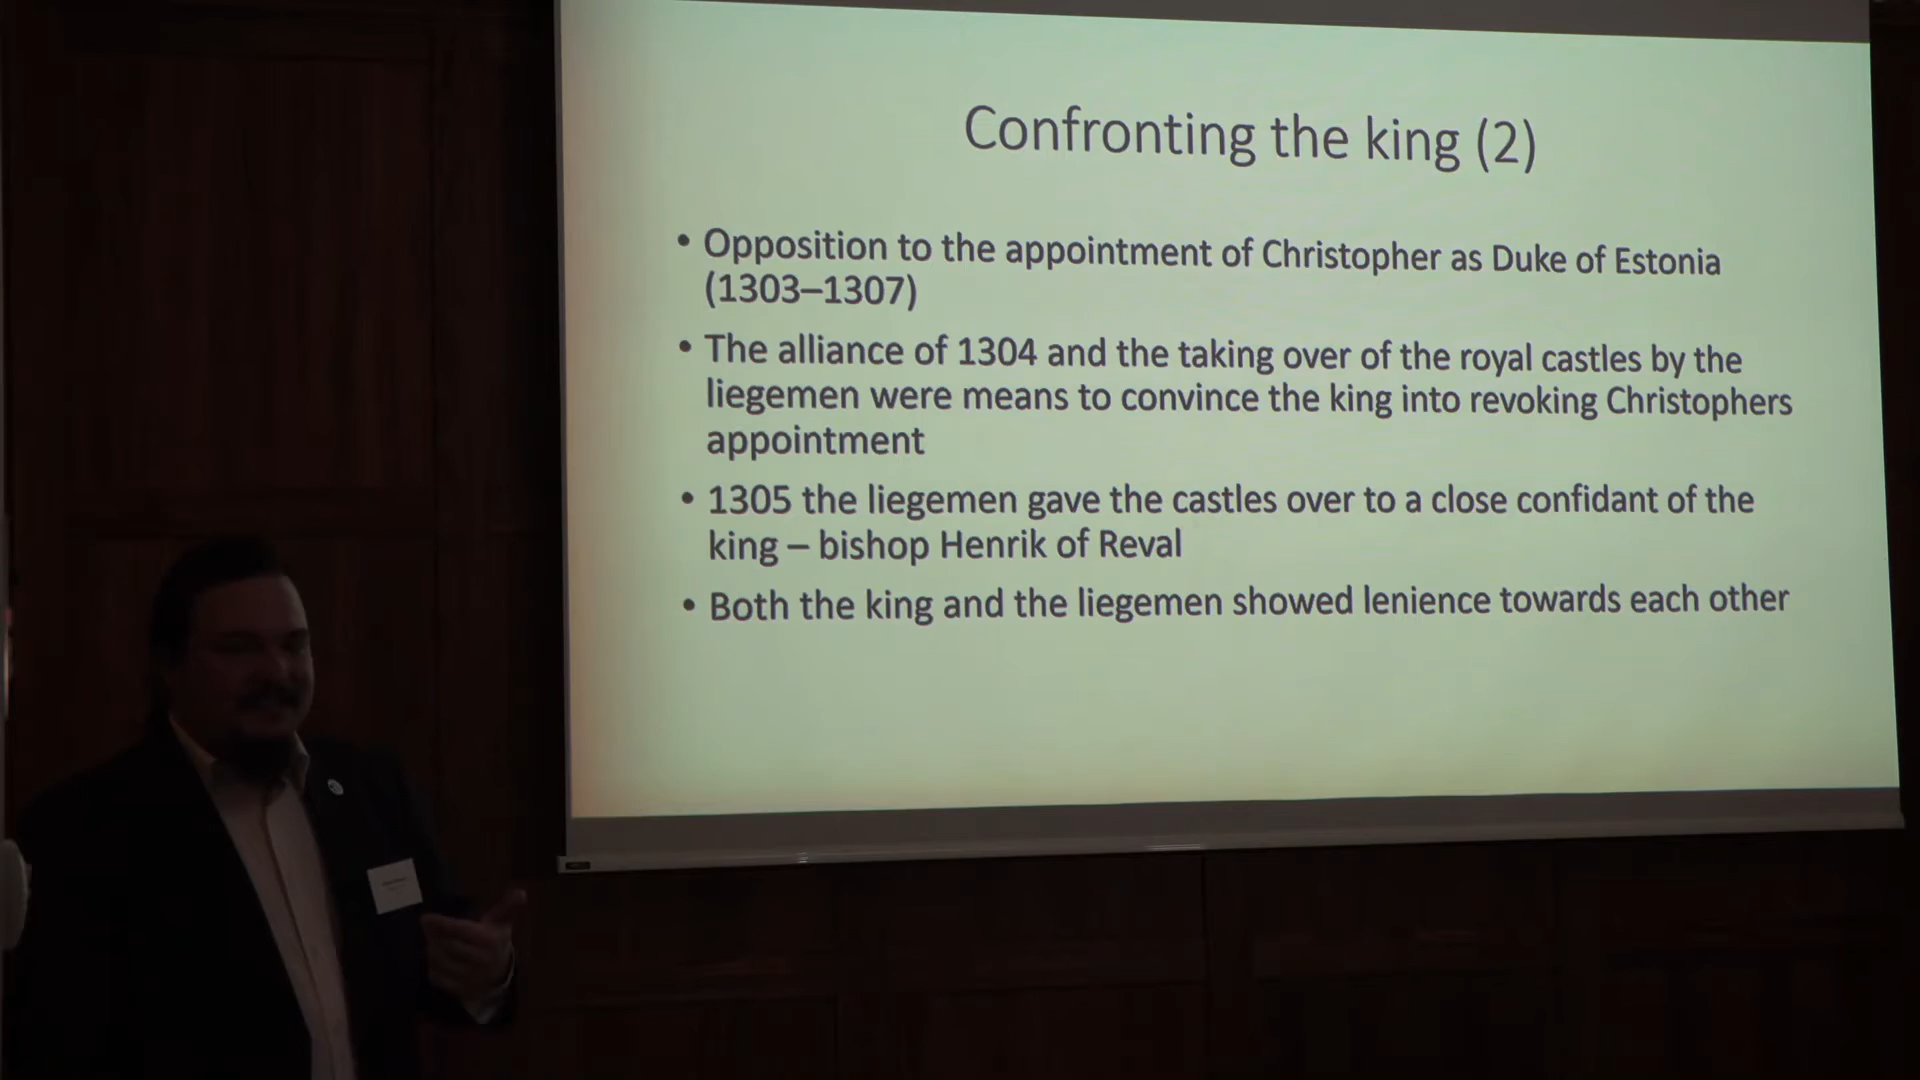 Confronting the king (2)
• Opposition to the appointment of Christopher as Duke of Estonia
(1303–1307)
• The alliance of 1304 and the taking over of the royal castles by the
liegemen were means to convince the king into revoking Christophers
appointment
• 1305 the liegemen gave the castles over to a close confidant of the
king – bishop Henrik of Reval
• Both the king and the liegemen showed lenience towards each other